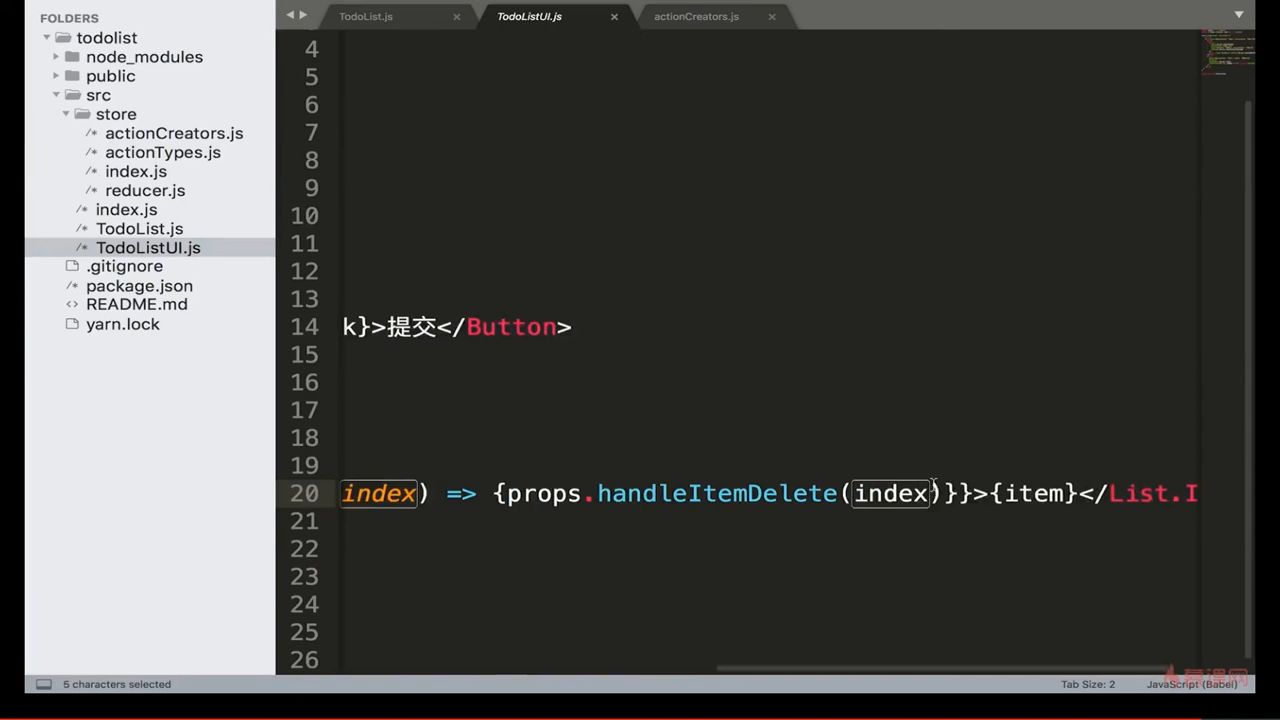 FOLDERS
todolist
node_modules
public
src
store
actionCreators.js
actionTypes.js
index.js
reducer.js
index.js
TodoList.js
TodoListUI.js
.gitignore
package.json
README.md
yarn.lock
TodoList.js
TodoListUI.js
actionCreators.js
4
5
6
7
8
9
10
11
12
13
14 k}>提交</Button>
15
16
17
18
19
20 index) => {props.handleItemDelete(index)}}>{item}</List.I
21
22
23
24
25
26
5 characters selected
Tab Size: 2
JavaScript (Babel)
慕课网